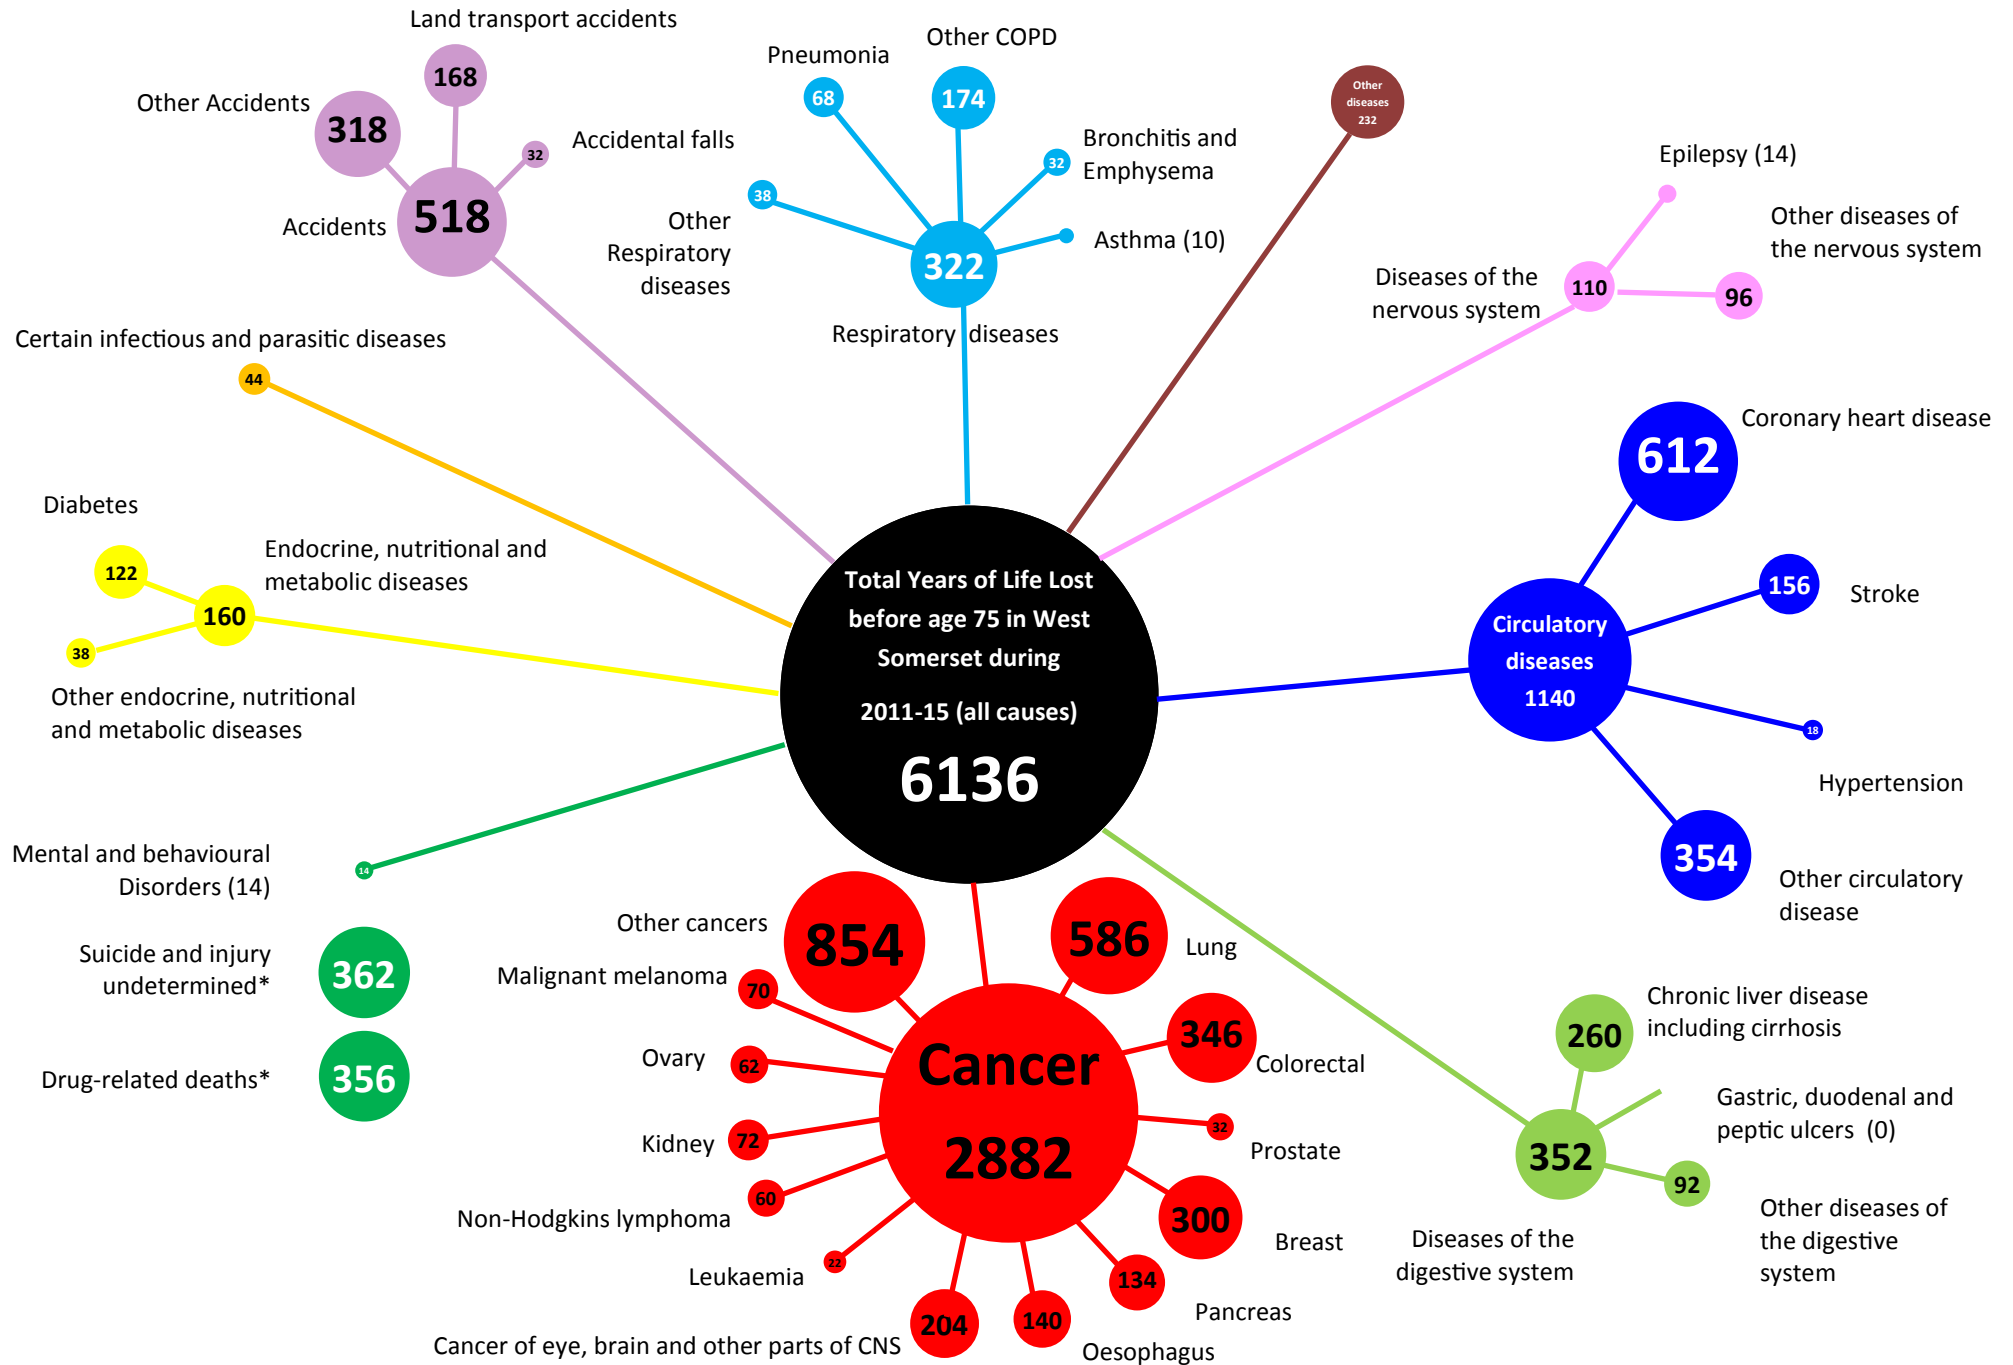 Land transport accidents
168
Other Accidents
318
32
Accidental falls
Accidents
518
Pneumonia
68
Other COPD
174
Bronchitis and
Emphysema
32
38
Other
Respiratory
diseases
Asthma (10)
322
Respiratory diseases
Other
diseases
232
Epilepsy (14)
Other diseases of
the nervous system
Diseases of the
nervous system
110
96
Certain infectious and parasitic diseases
44
Coronary heart disease
612
Diabetes
122
Endocrine, nutritional and
metabolic diseases
160
38
Other endocrine, nutritional
and metabolic diseases
Total Years of Life Lost
before age 75 in West
Somerset during
2011-15 (all causes)
6136
156
Stroke
Circulatory
diseases
1140
18
Hypertension
354
Other circulatory
disease
Mental and behavioural
Disorders (14)
14
Suicide and injury
undetermined*
362
Drug-related deaths*
356
Other cancers
854
586
Lung
Malignant melanoma
70
346
Colorectal
Ovary
62
Cancer
2882
Kidney
72
32
Prostate
60
Non-Hodgkins lymphoma
300
Breast
Leukaemia
22
134
Pancreas
204
Cancer of eye, brain and other parts of CNS
140
Oesophagus
260
Chronic liver disease
including cirrhosis
Gastric, duodenal and
peptic ulcers  (0)
352
92
Diseases of the
digestive system
Other diseases of
the digestive
system